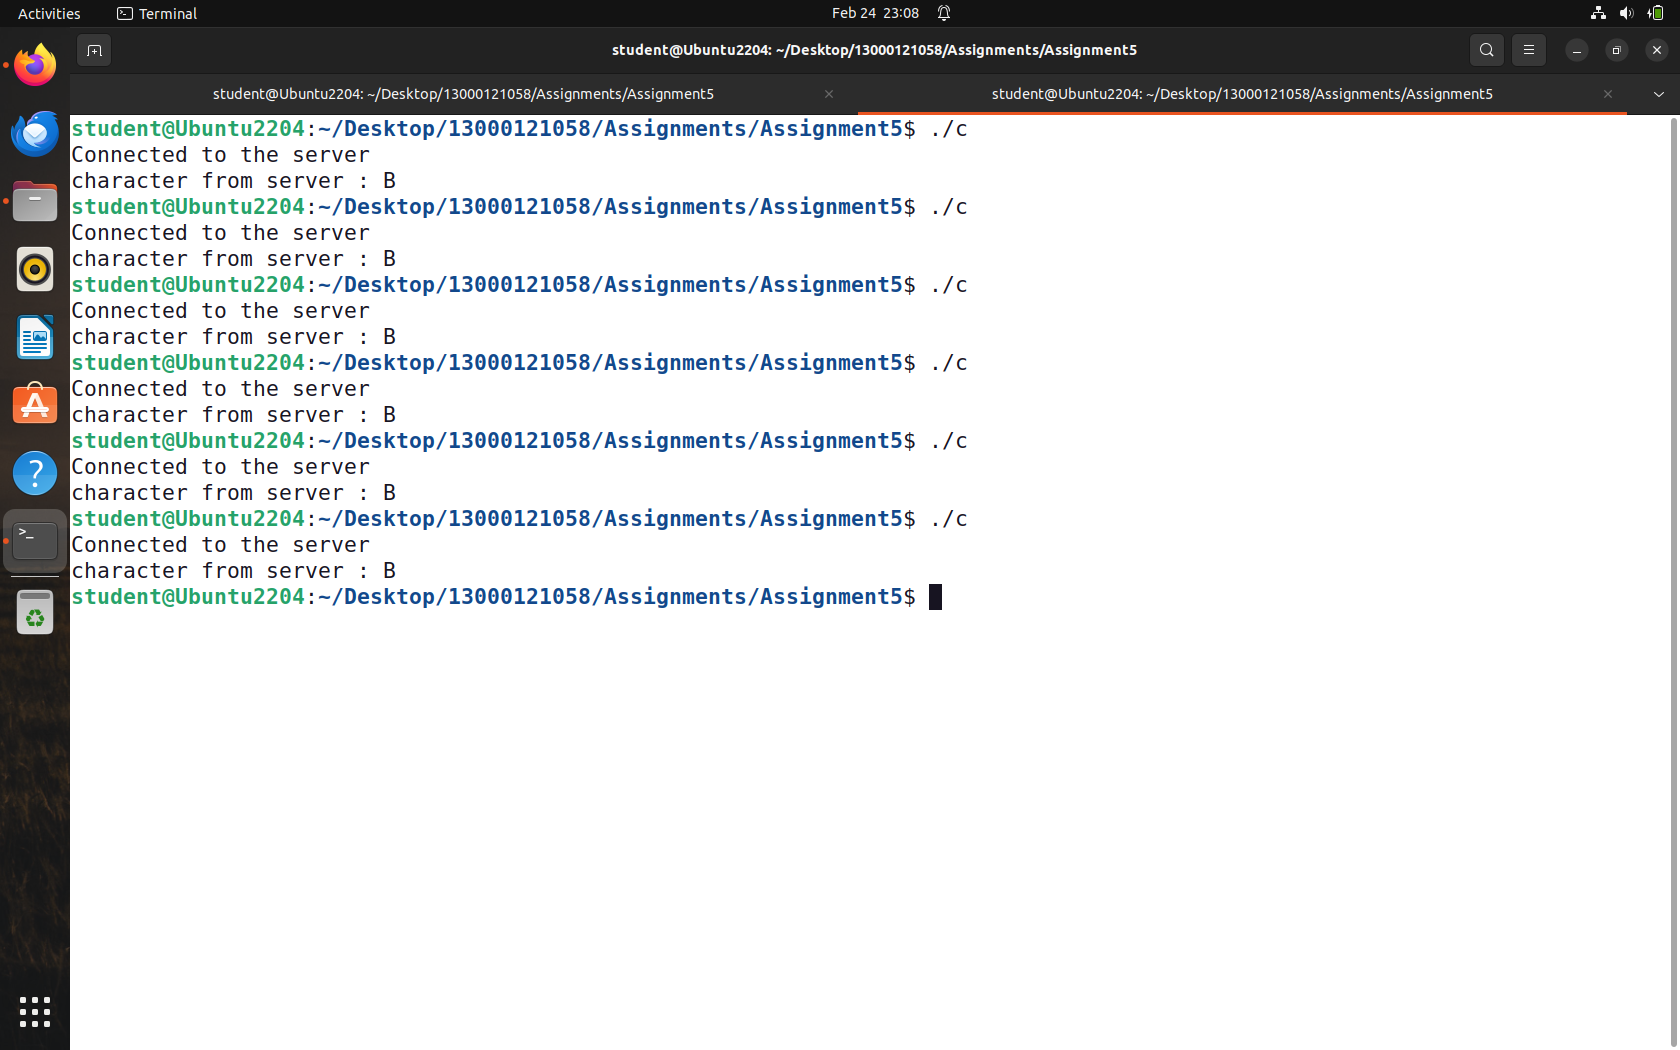 Activities Terminal Feb 24 23:08
student@Ubuntu2204: ~/Desktop/13000121058/Assignments/Assignment5
student@Ubuntu2204: ~/Desktop/13000121058/Assignments/Assignment5 student@Ubuntu2204: ~/Desktop/13000121058/Assignments/Assignment5
student@Ubuntu2204:~/Desktop/13000121058/Assignments/Assignment5$ ./c
Connected to the server
character from server : B
student@Ubuntu2204:~/Desktop/13000121058/Assignments/Assignment5$ ./c
Connected to the server
character from server : B
student@Ubuntu2204:~/Desktop/13000121058/Assignments/Assignment5$ ./c
Connected to the server
character from server : B
student@Ubuntu2204:~/Desktop/13000121058/Assignments/Assignment5$ ./c
Connected to the server
character from server : B
student@Ubuntu2204:~/Desktop/13000121058/Assignments/Assignment5$ ./c
Connected to the server
character from server : B
student@Ubuntu2204:~/Desktop/13000121058/Assignments/Assignment5$ ./c
Connected to the server
character from server : B
student@Ubuntu2204:~/Desktop/13000121058/Assignments/Assignment5$